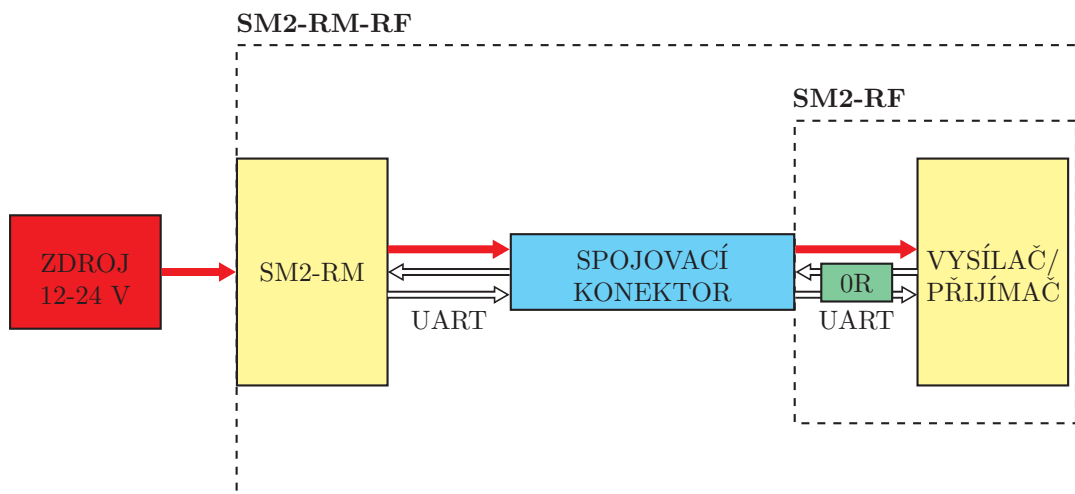 SM2-RM-RF
SM2-RF
ZDROJ
12-24 V
SM2-RM
UART
SPOJOVACÍ
KONEKTOR
0R
UART
VYSÍLAČ/
PŘIJÍMAČ